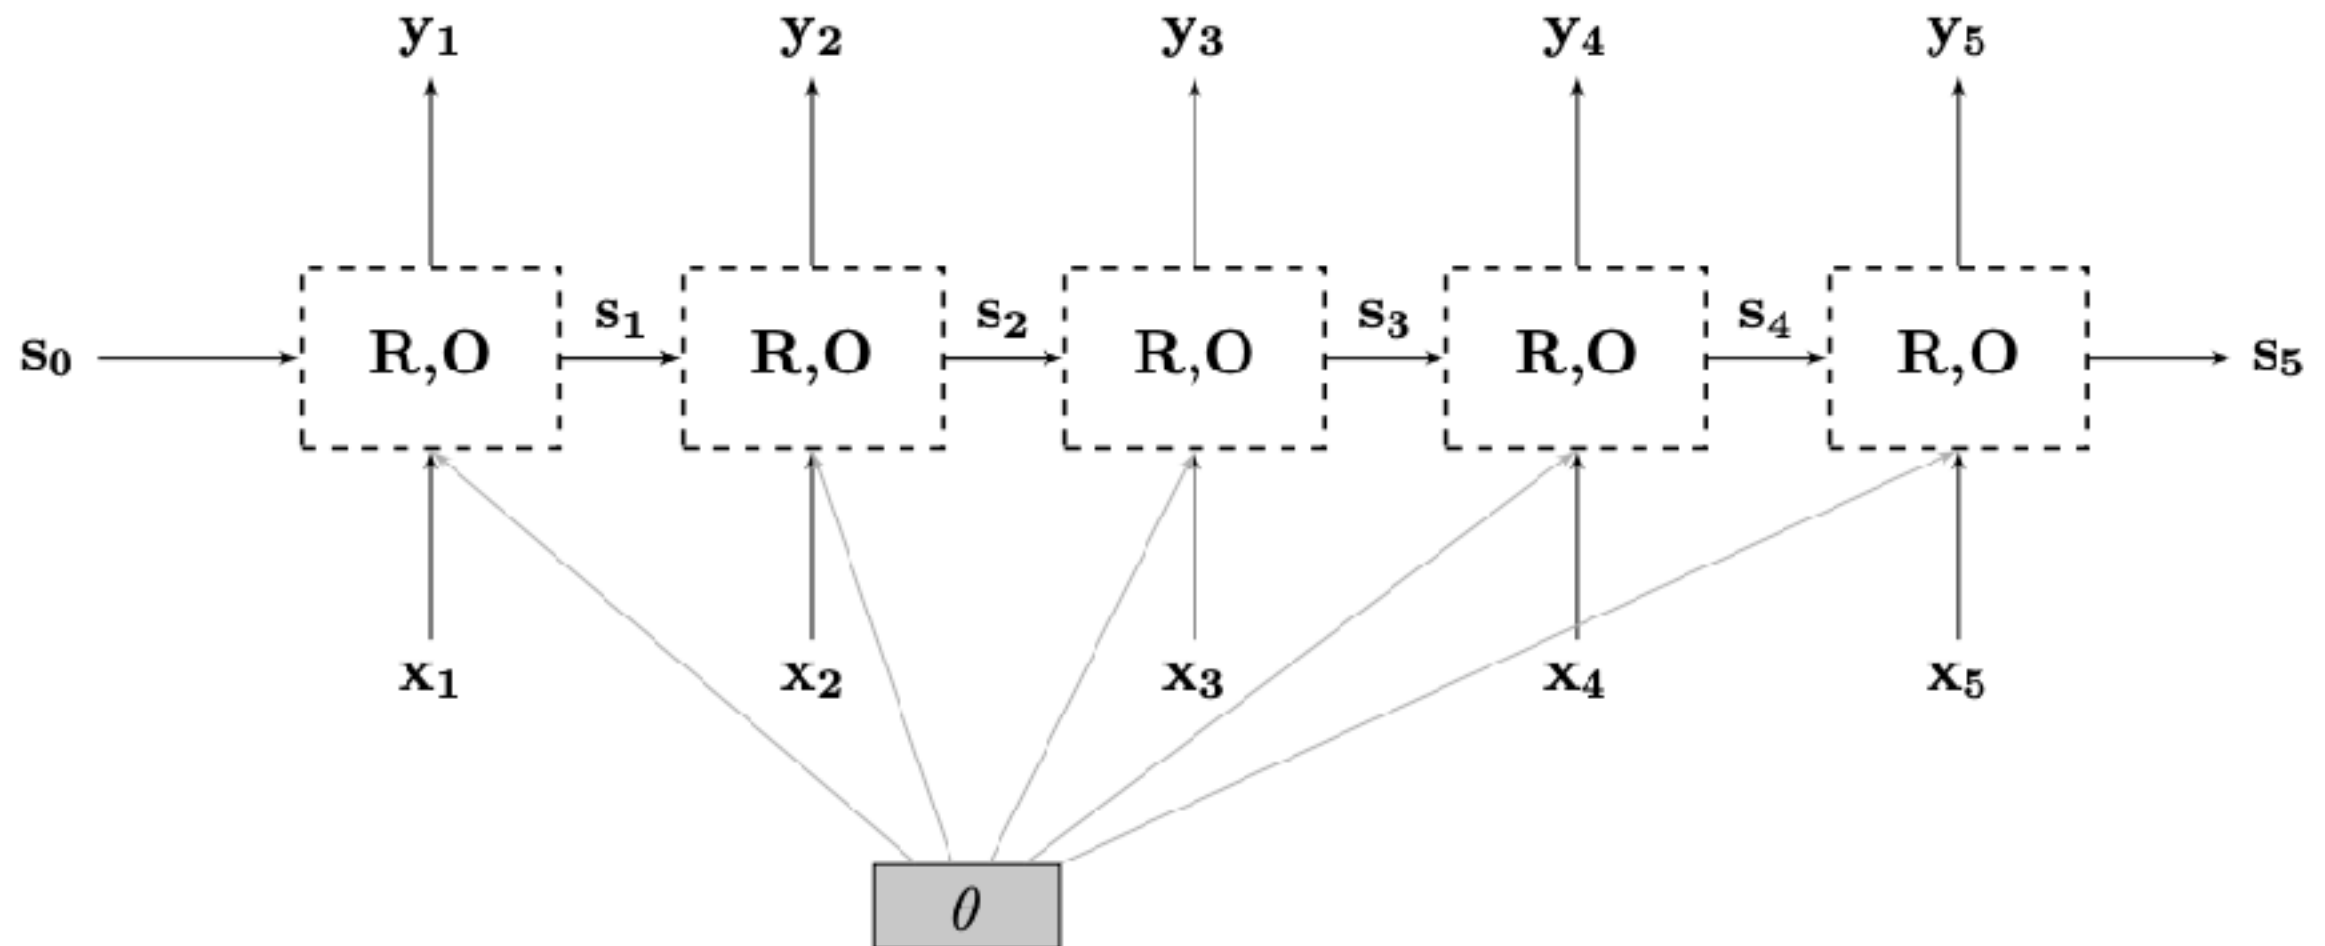 y₁ y₂ y₃ y₄ y₅
s₀ R,O s₁ R,O s₂ R,O s₃ R,O s₄ R,O s₅
x₁ x₂ x₃ x₄ x₅
θ